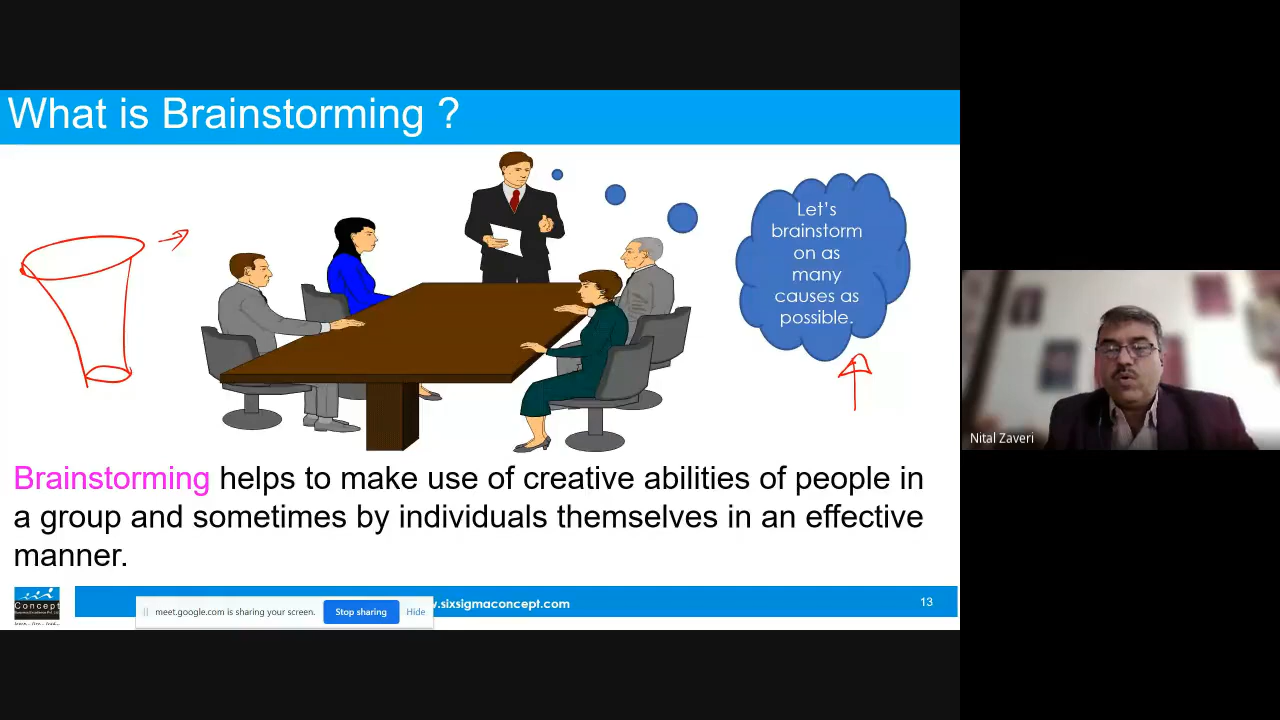 What is Brainstorming ?
Let’s
brainstorm
on as
many
causes as
possible.
Brainstorming helps to make use of creative abilities of people in
a group and sometimes by individuals themselves in an effective
manner.
Concept
meet.google.com is sharing your screen.
Stop sharing
Hide
.sixsigmaconcept.com
13
Nital Zaveri